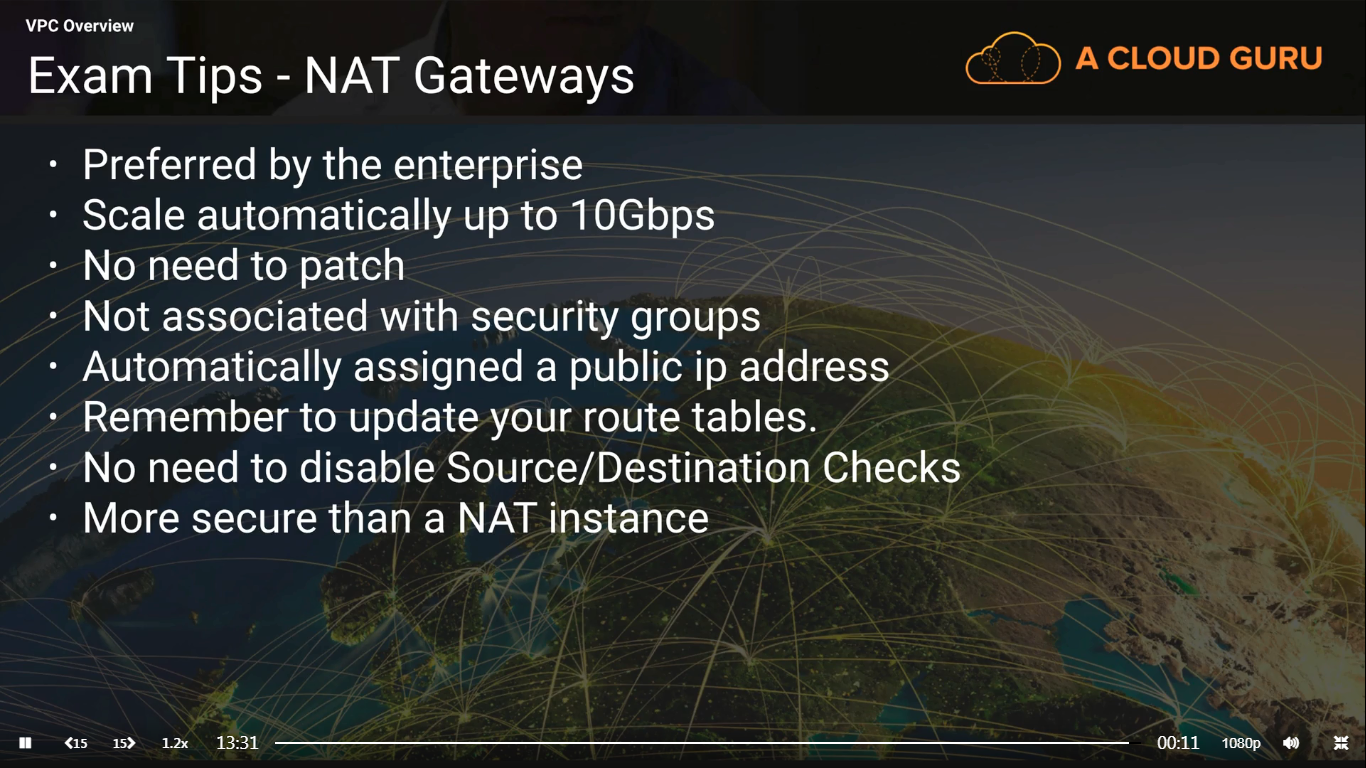 VPC Overview
Exam Tips - NAT Gateways
A CLOUD GURU
• Preferred by the enterprise
• Scale automatically up to 10Gbps
• No need to patch
• Not associated with security groups
• Automatically assigned a public ip address
• Remember to update your route tables.
• No need to disable Source/Destination Checks
• More secure than a NAT instance
15 15 1.2x 13:31 00:11 1080p